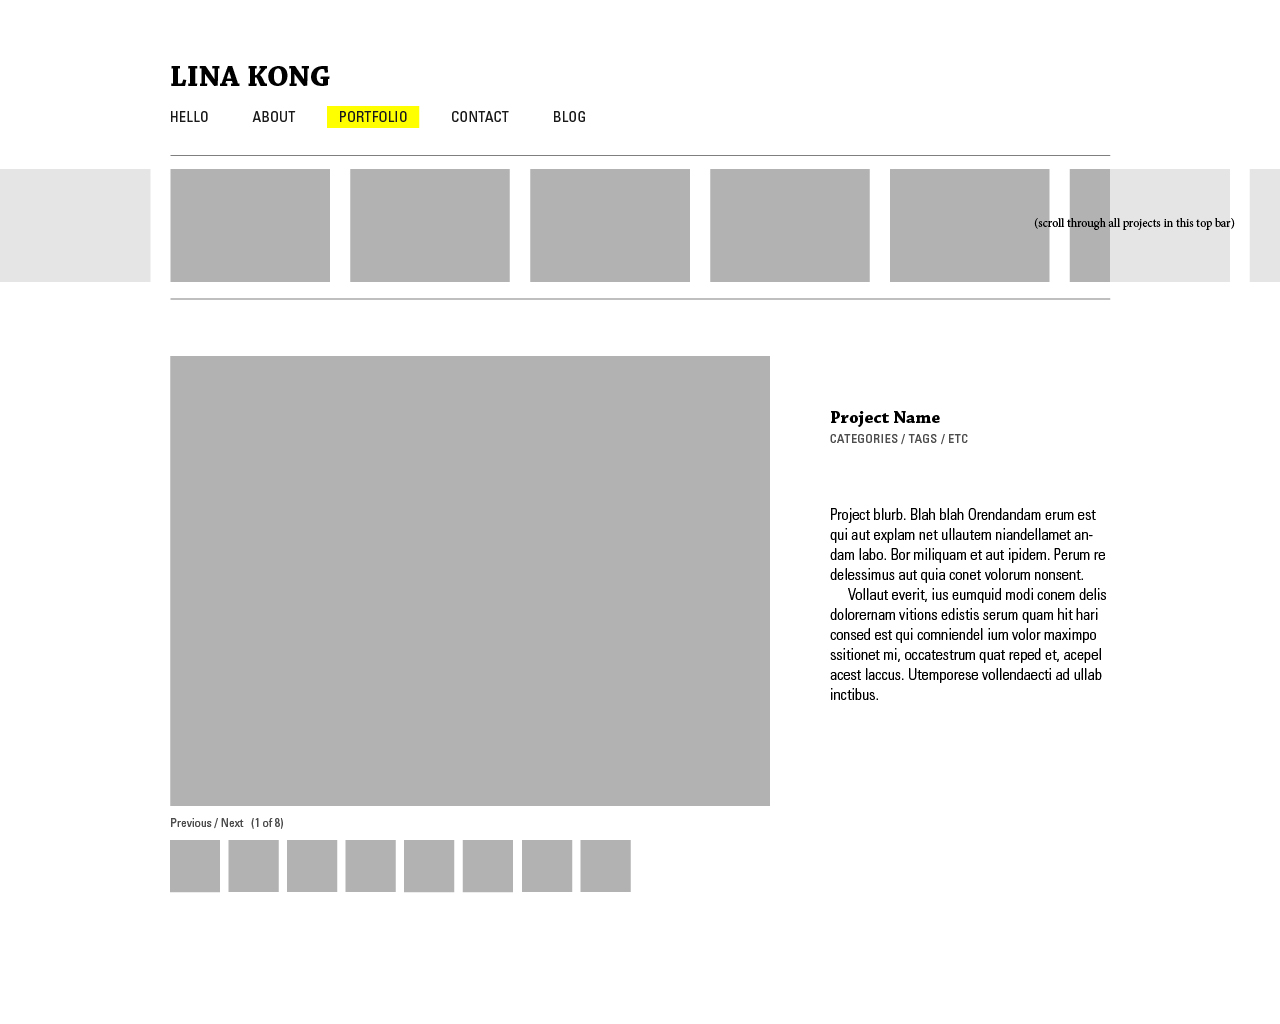 LINA KONG
HELLO ABOUT PORTFOLIO CONTACT BLOG
(scroll through all projects in this top bar)
Project Name
CATEGORIES / TAGS / ETC
Project blurb. Blah blah Orendandam erum est
qui aut explam net ullautem niandellamet an-
dam labo. Bor miliquam et aut ipidem. Perum re
delessimus aut quia conet volorum nonsent.
Vollaut everit, ius eumquid modi conem delis
dolorernam vitions edistis serum quam hit hari
consed est qui comniendel ium volor maximpo
ssitionet mi, occatestrum quat reped et, acepel
acest laccus. Utemporese vollendaecti ad ullab
inctibus.
Previous / Next (1 of 8)